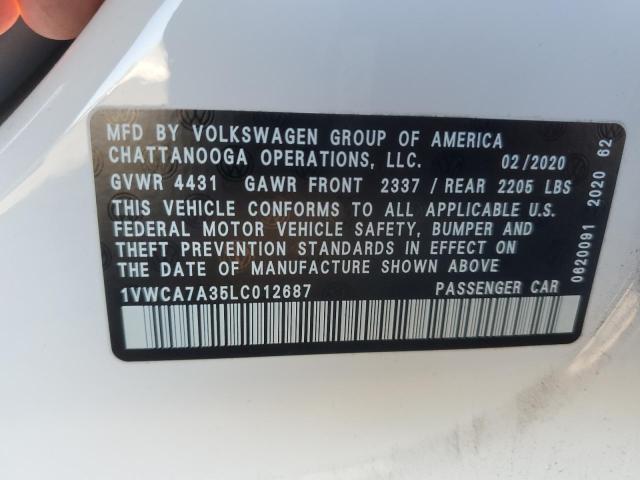 MFD BY VOLKSWAGEN GROUP OF AMERICA
CHATTANOOGA OPERATIONS, LLC. 02/2020
GVWR 4431 GAWR FRONT 2337 / REAR 2205 LBS
THIS VEHICLE CONFORMS TO ALL APPLICABLE U.S.
FEDERAL MOTOR VEHICLE SAFETY, BUMPER AND
THEFT PREVENTION STANDARDS IN EFFECT ON
THE DATE OF MANUFACTURE SHOWN ABOVE
1VWCA7A35LC012687 PASSENGER CAR
0620091 2020 62